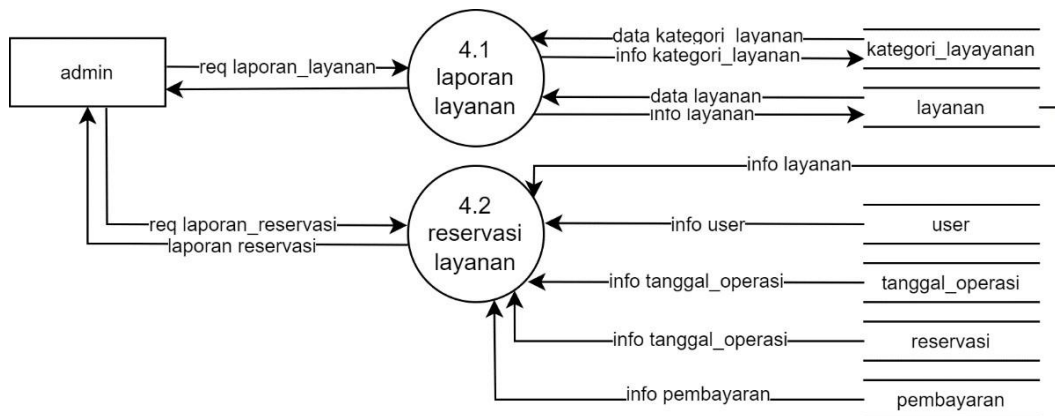 admin
req laporan_layanan
4.1
laporan
layanan
data kategori_layanan
info kategori_layanan
kategori_layayanan
data layanan
info layanan
layanan
info layanan
req laporan_reservasi
laporan reservasi
4.2
reservasi
layanan
info user
user
info tanggal_operasi
tanggal_operasi
info tanggal_operasi
reservasi
info pembayaran
pembayaran